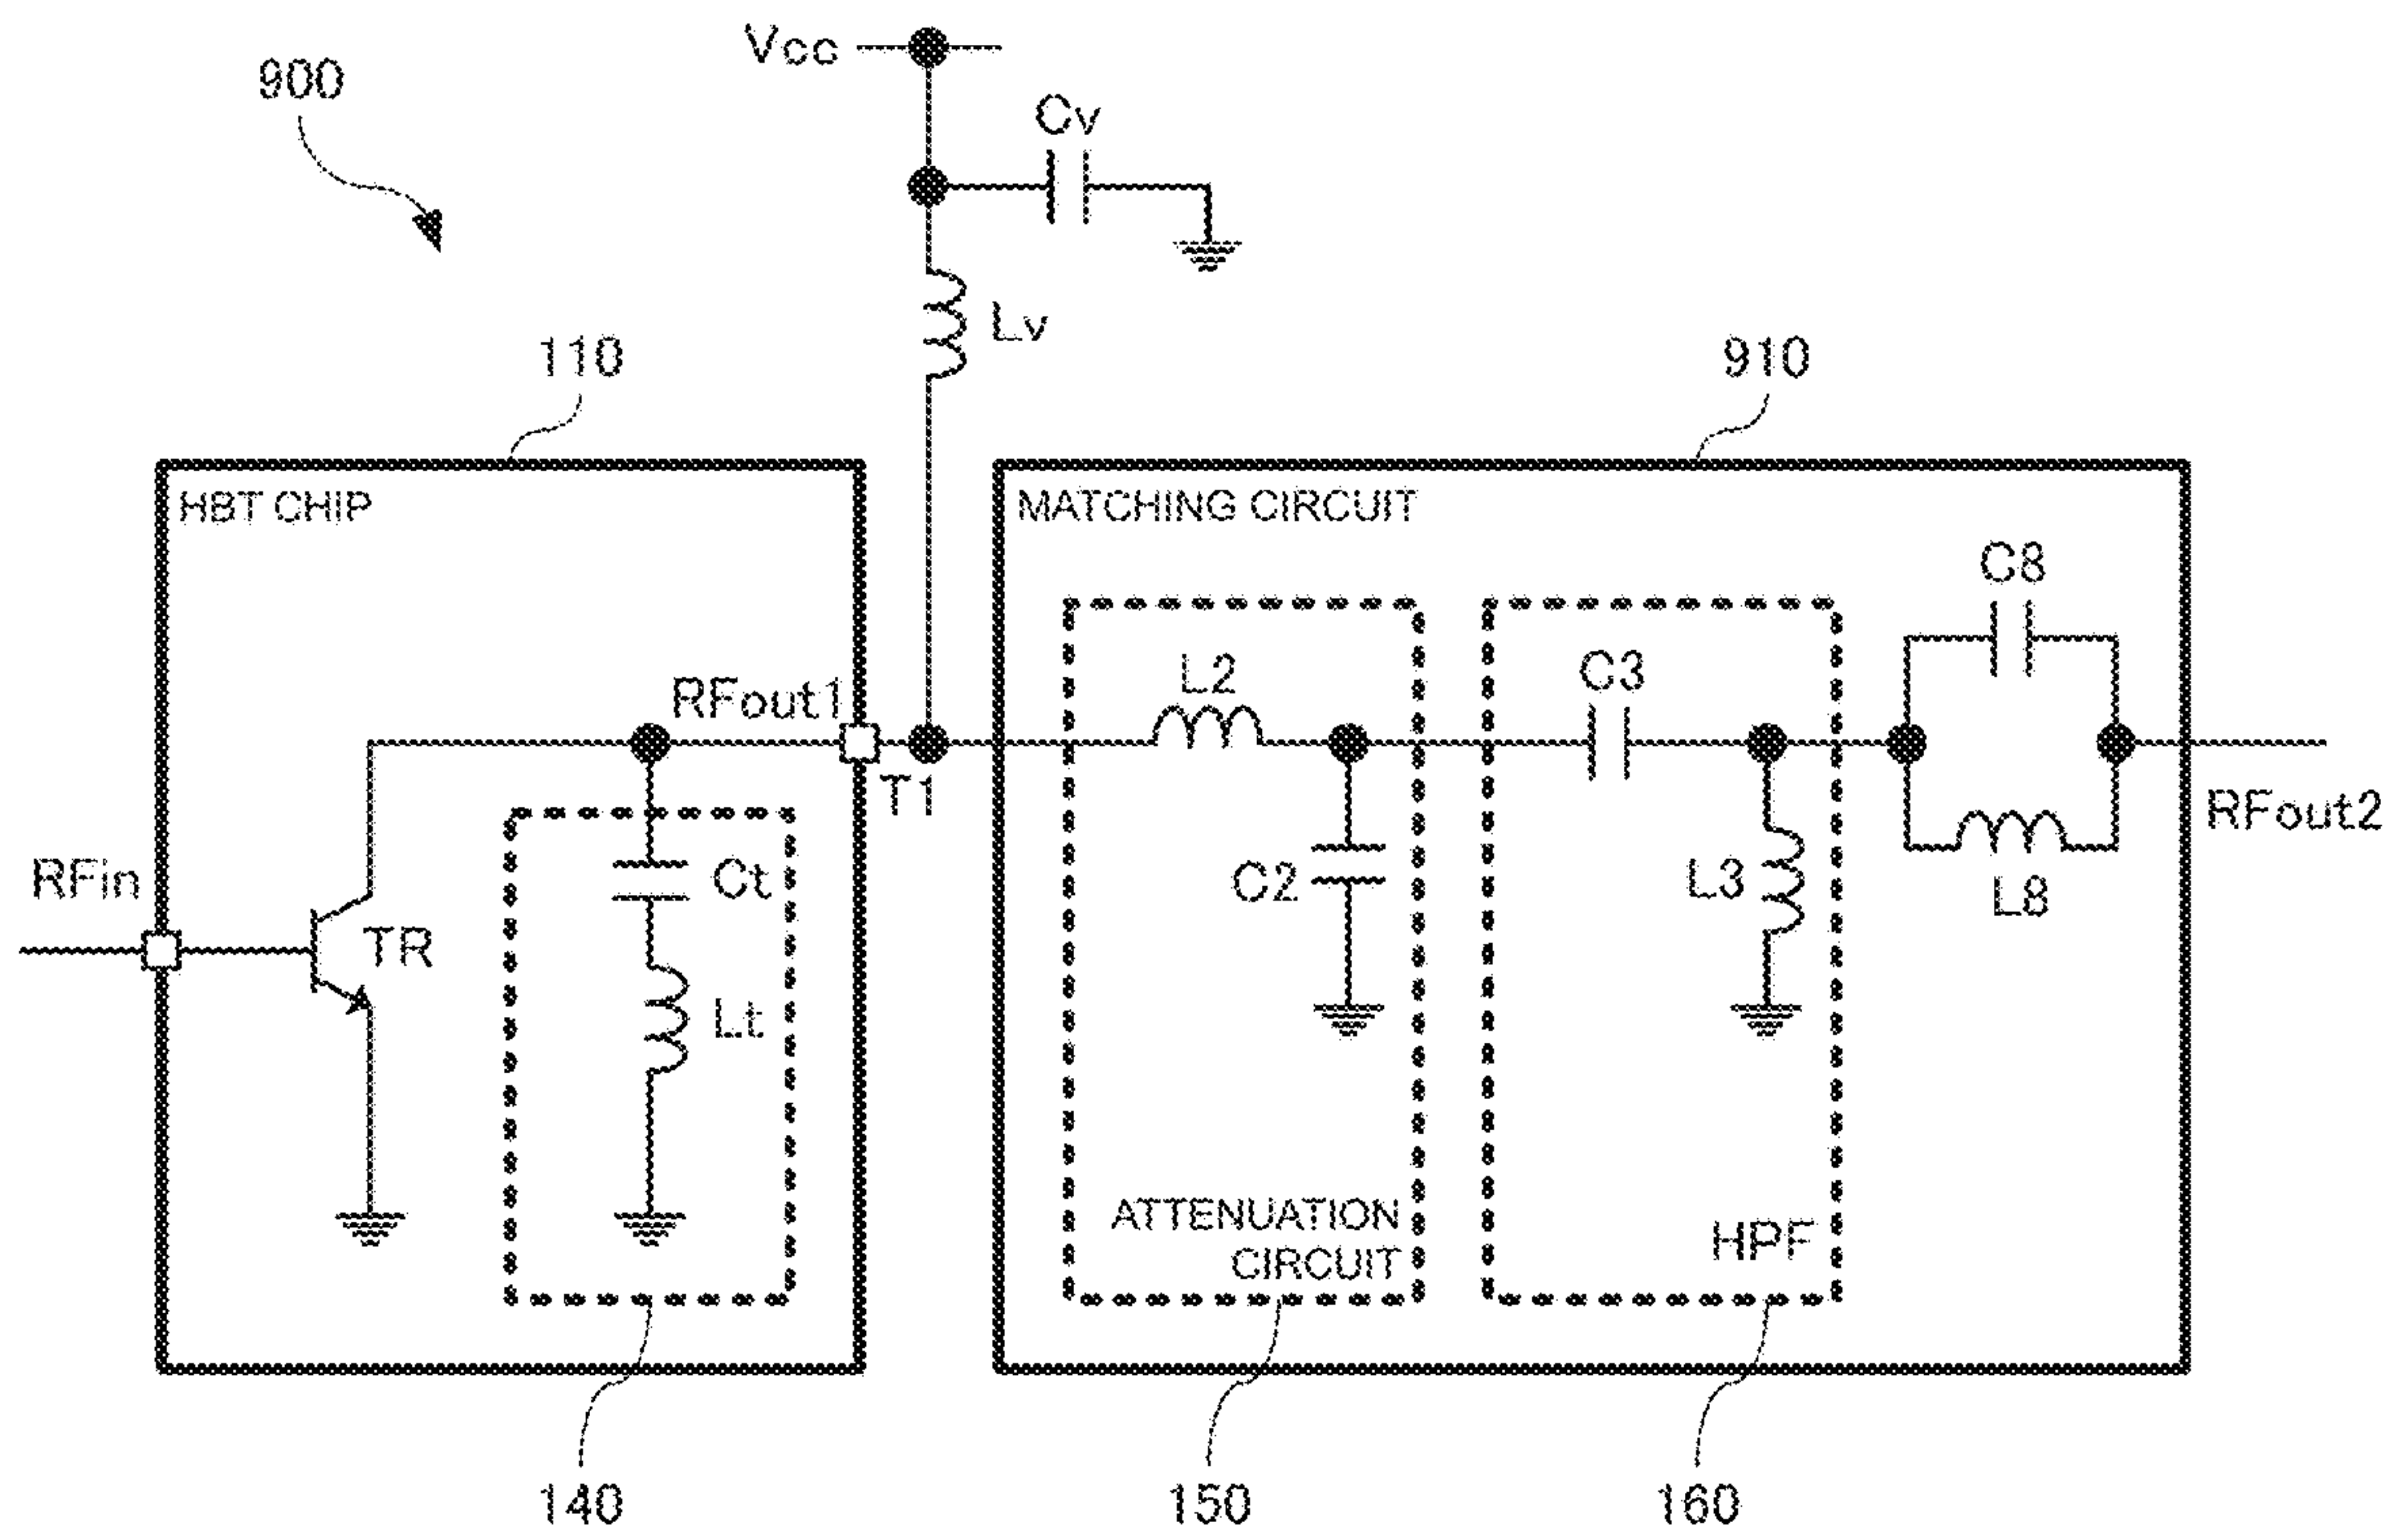 Vcc
900
Cv
Lv
110
910
HBT CHIP
MATCHING CIRCUIT
C8
L2
C3
RFout1
T1
RFout2
RFin
TR
Ct
C2
L3
L8
Lt
ATTENUATION
CIRCUIT
HPF
140
150
160